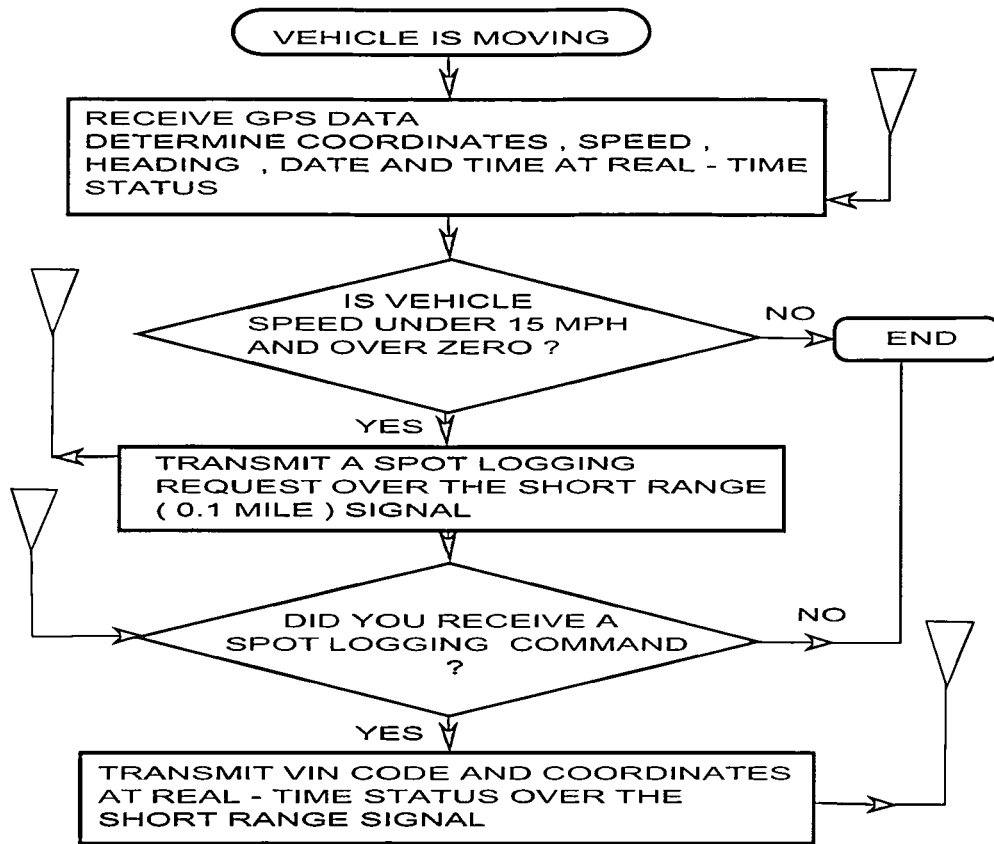 VEHICLE IS MOVING
RECEIVE GPS DATA
DETERMINE COORDINATES , SPEED ,
HEADING , DATE AND TIME AT REAL - TIME
STATUS
IS VEHICLE
SPEED UNDER 15 MPH
AND OVER ZERO ?
NO
END
YES
TRANSMIT A SPOT LOGGING
REQUEST OVER THE SHORT RANGE
( 0.1 MILE ) SIGNAL
DID YOU RECEIVE A
SPOT LOGGING COMMAND
?
NO
YES
TRANSMIT VIN CODE AND COORDINATES
AT REAL - TIME STATUS OVER THE
SHORT RANGE SIGNAL